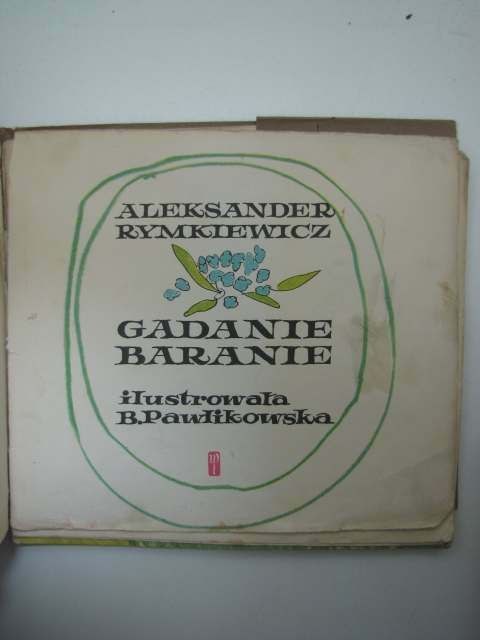 ALEKSANDER
RYMKIEWICZ
GADANIE
BARANIE
ilustrowała
B. Pawlikowska